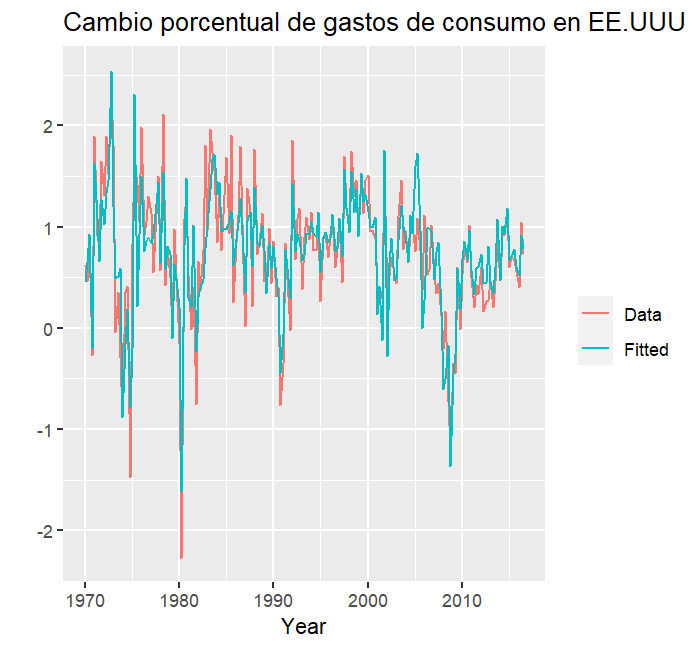 Cambio porcentual de gastos de consumo en EE.UUU
2
1
0
-1
-2
1970 1980 1990 2000 2010
Year
Data
Fitted